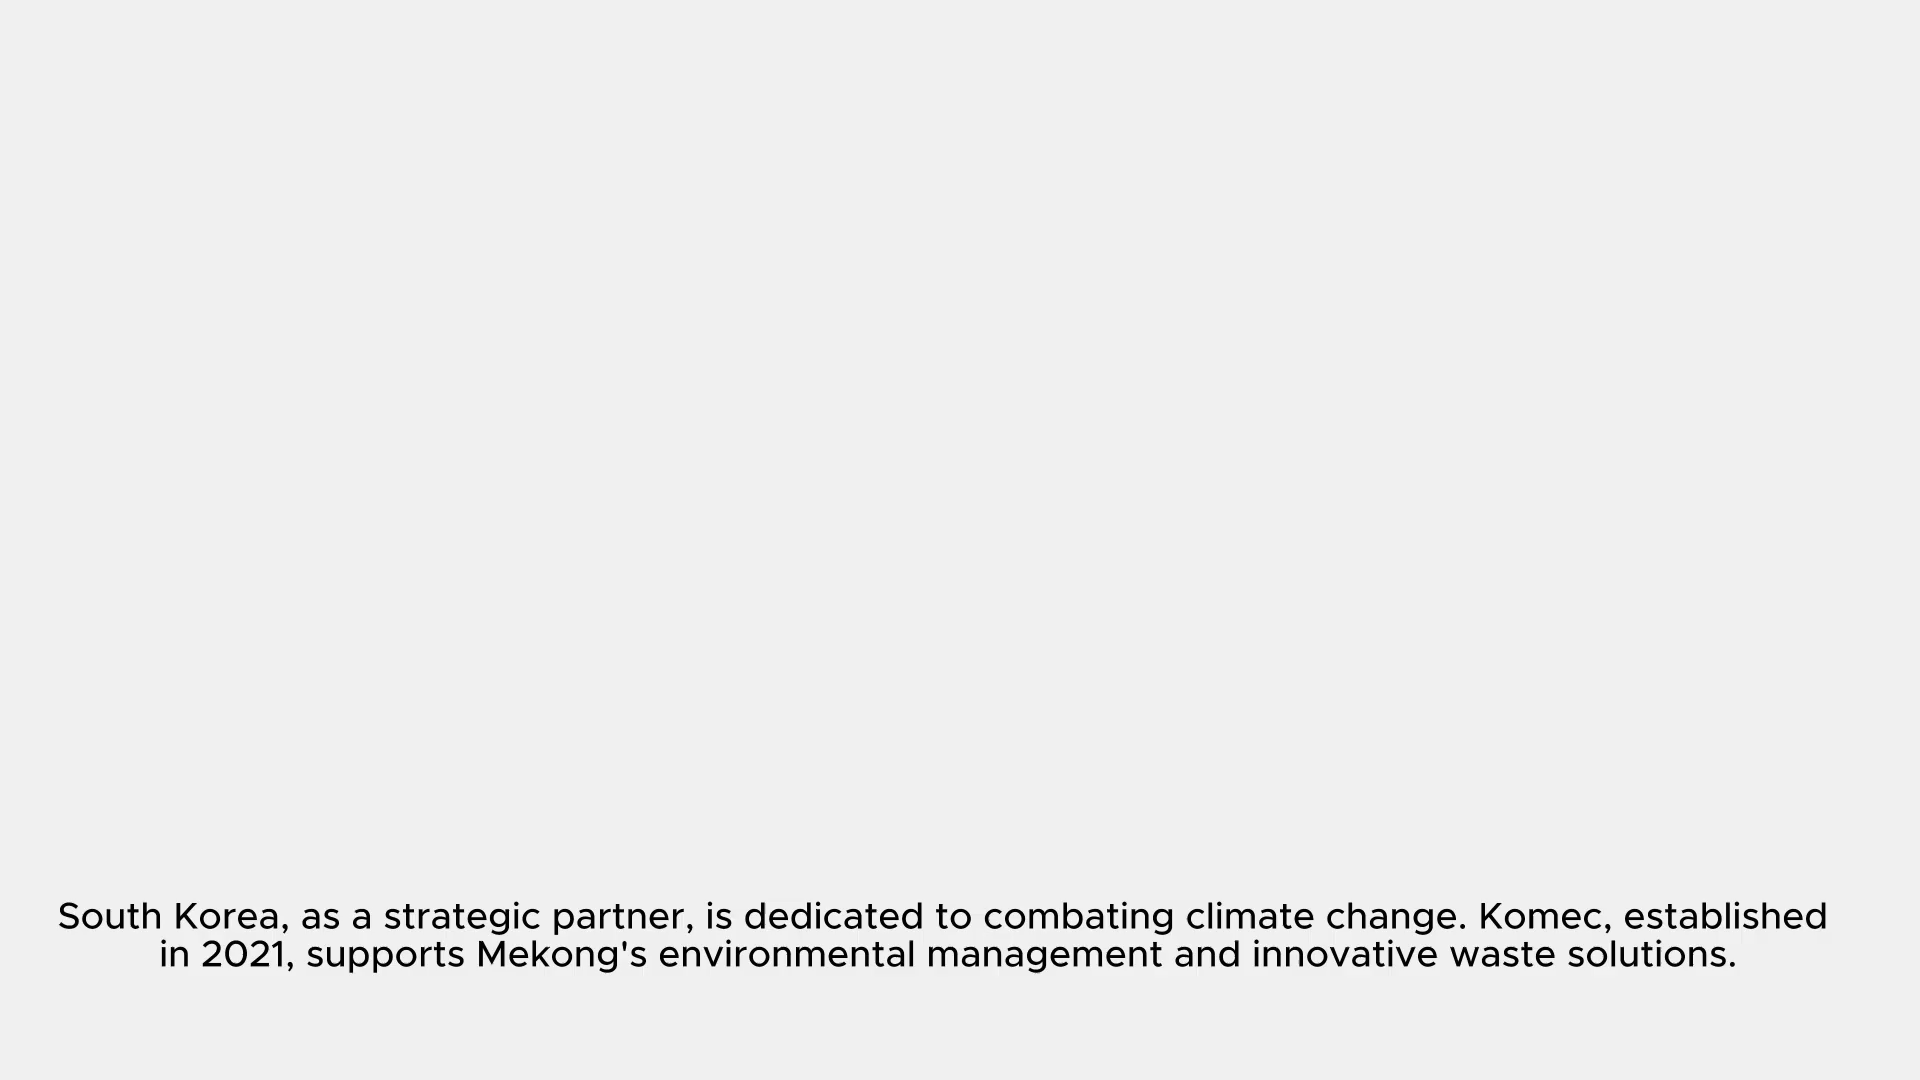 South Korea, as a strategic partner, is dedicated to combating climate change. Komec, established
in 2021, supports Mekong's environmental management and innovative waste solutions.